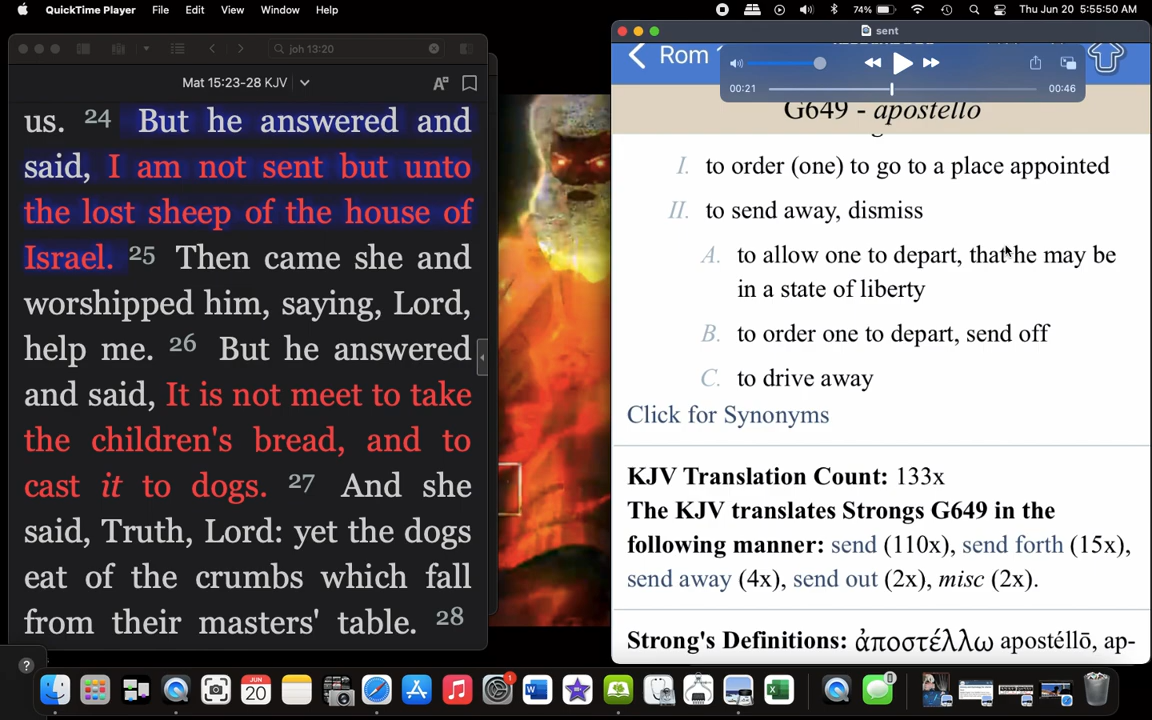 QuickTime Player File Edit View Window Help
74% Thu Jun 20 5:55:50 AM
joh 13:20
Mat 15:23-28 KJV
us. 24 But he answered and
said, I am not sent but unto
the lost sheep of the house of
Israel. 25 Then came she and
worshipped him, saying, Lord,
help me. 26 But he answered
and said, It is not meet to take
the children's bread, and to
cast it to dogs. 27 And she
said, Truth, Lord: yet the dogs
eat of the crumbs which fall
from their masters' table. 28
sent
Rom
00:21 00:46
G649 - apostellō
I. to order (one) to go to a place appointed
II. to send away, dismiss
A. to allow one to depart, that he may be
in a state of liberty
B. to order one to depart, send off
C. to drive away
Click for Synonyms
KJV Translation Count: 133x
The KJV translates Strongs G649 in the
following manner: send (110x), send forth (15x),
send away (4x), send out (2x), misc (2x).
Strong's Definitions: ἀποστέλλω apostéllō, ap-
?
JUN
20
1